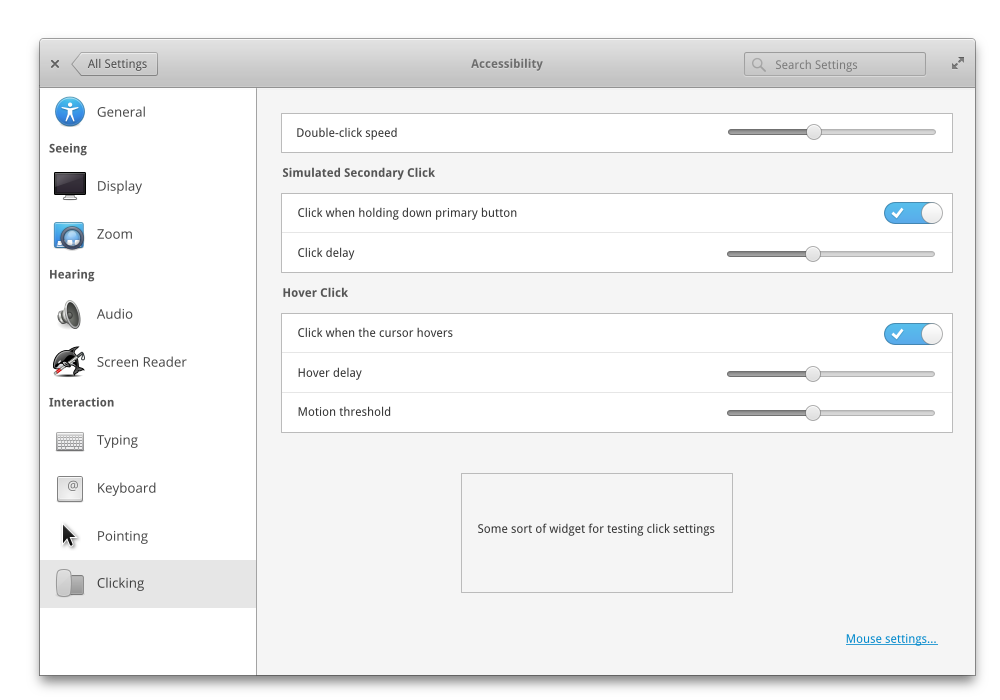 All Settings
Accessibility
Search Settings
General
Seeing
Display
Zoom
Hearing
Audio
Screen Reader
Interaction
Typing
@
Keyboard
Pointing
Clicking
Double-click speed
Simulated Secondary Click
Click when holding down primary button
Click delay
Hover Click
Click when the cursor hovers
Hover delay
Motion threshold
Some sort of widget for testing click settings
Mouse settings...